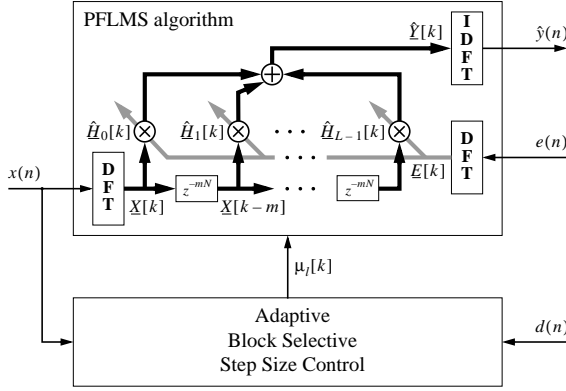 PFLMS algorithm
Ŷ[k]
I
D
F
T
ŷ(n)
Ĥ0[k]
Ĥ1[k]
· · ·
ĤL−1[k]
D
F
T
e(n)
E[k]
x(n)
D
F
T
X[k]
z−mN
X[k−m]
· · ·
z−mN
μl[k]
Adaptive
Block Selective
Step Size Control
d(n)